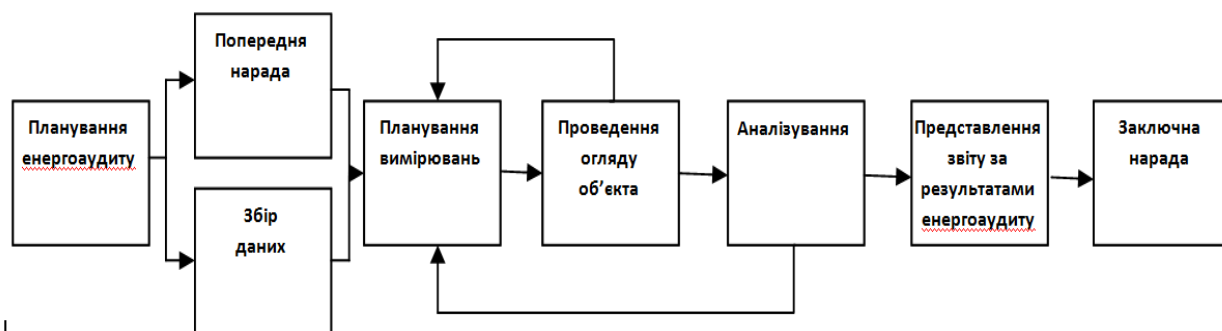 Планування
енергоаудиту
Попередня
нарада
Збір
даних
Планування
вимірювань
Проведення
огляду
об’єкта
Аналізування
Представлення
звіту за
результатами
енергоаудиту
Заключна
нарада